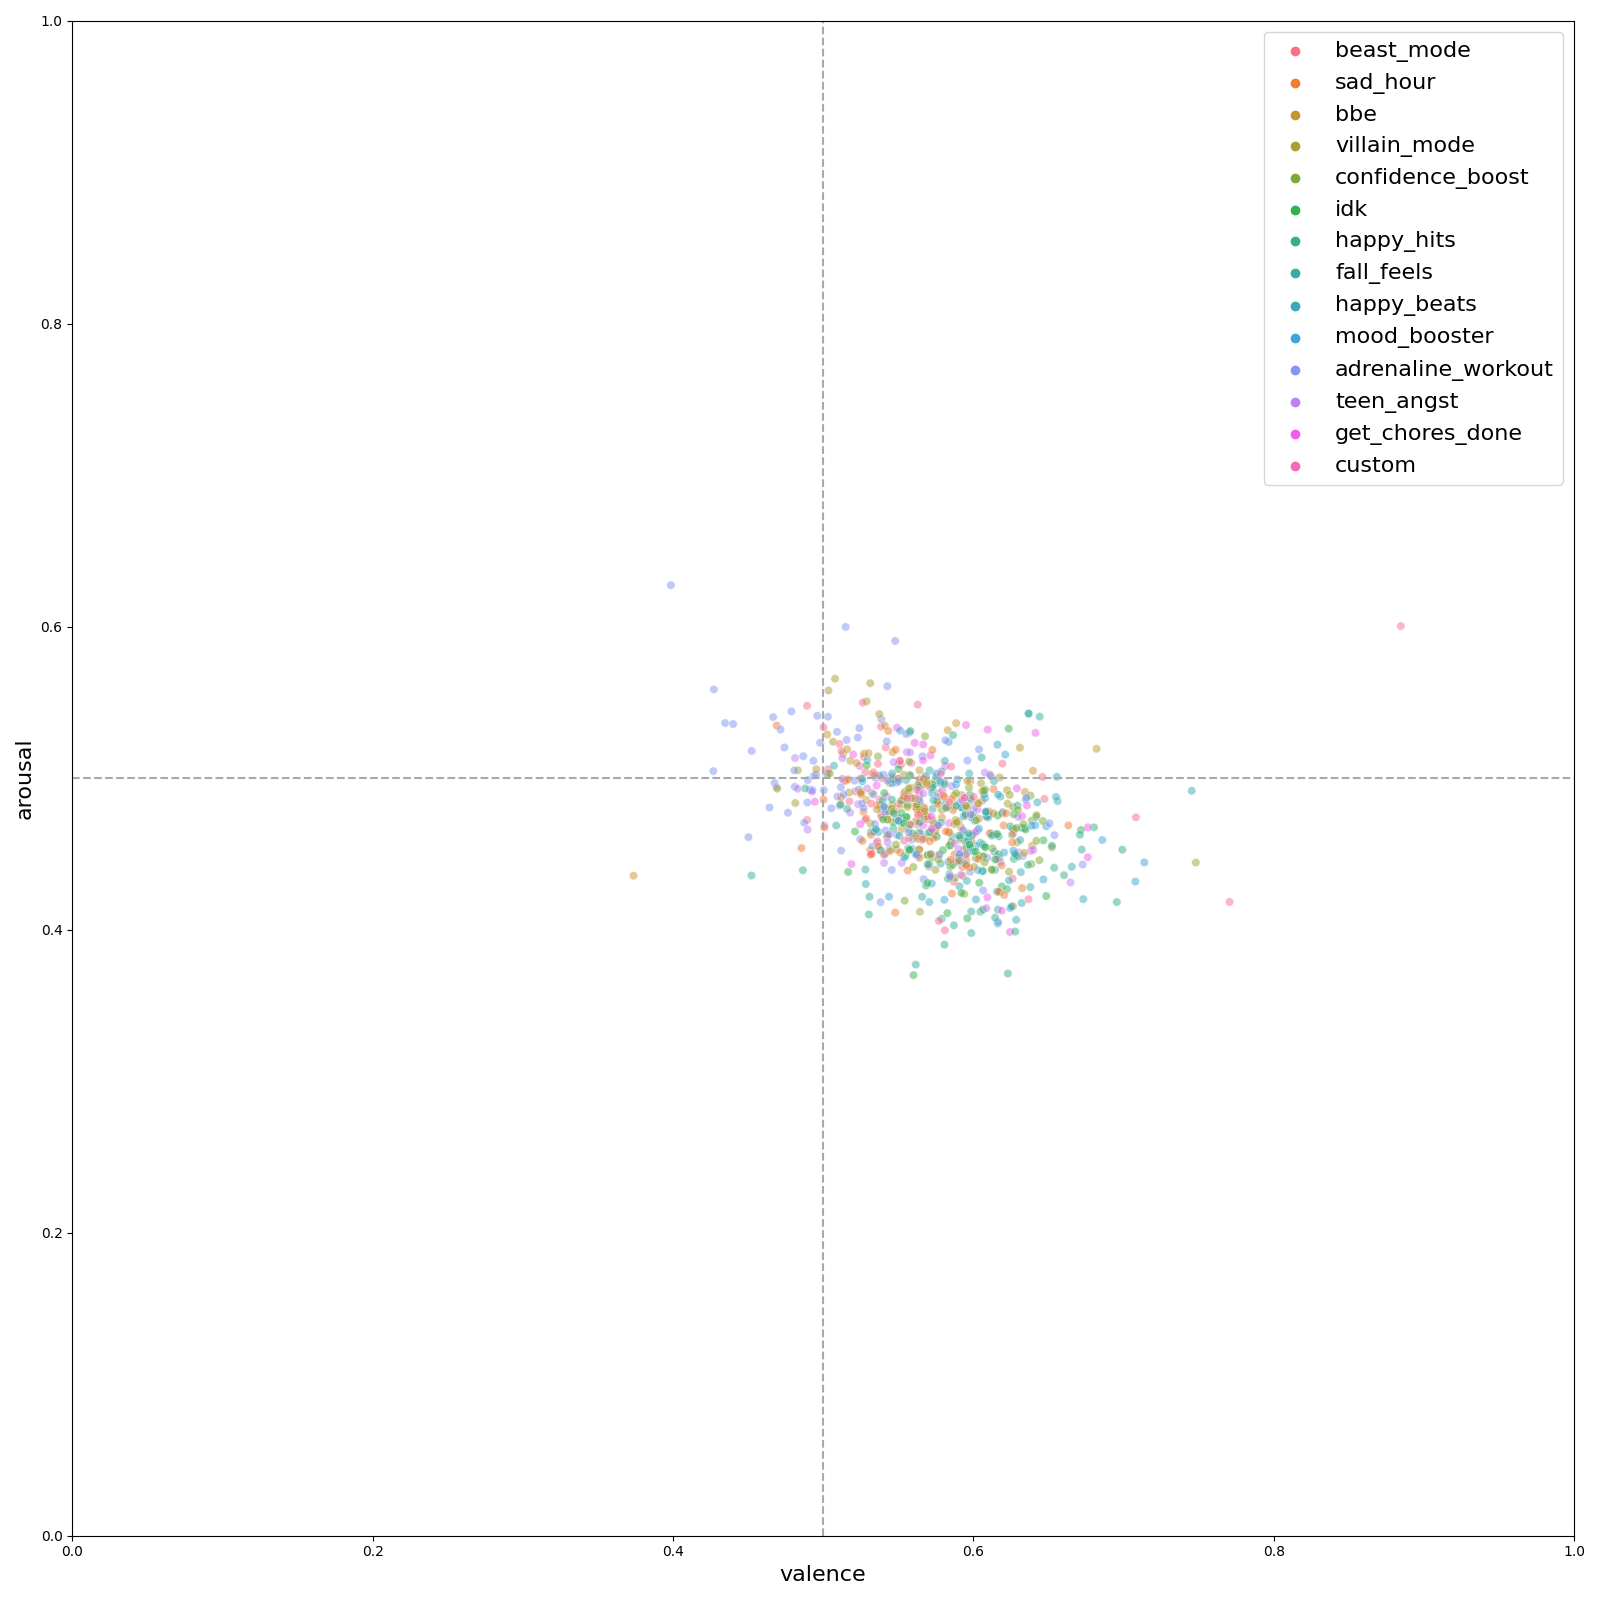 1.0
0.8
0.6
0.4
0.2
0.0
arousal
0.0 0.2 0.4 0.6 0.8 1.0
valence
beast_mode
sad_hour
bbe
villain_mode
confidence_boost
idk
happy_hits
fall_feels
happy_beats
mood_booster
adrenaline_workout
teen_angst
get_chores_done
custom